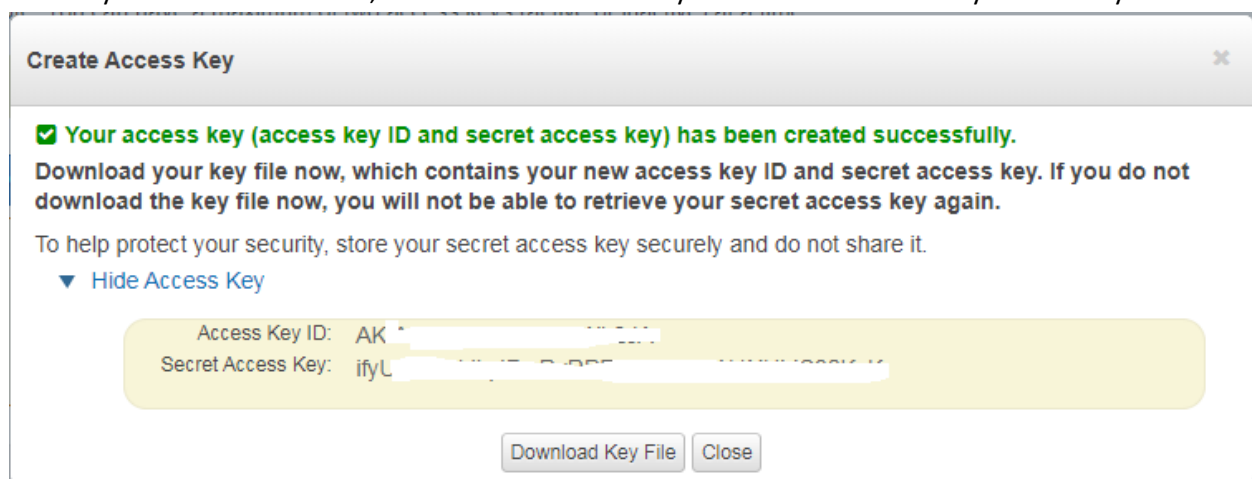 Create Access Key
Your access key (access key ID and secret access key) has been created successfully.
Download your key file now, which contains your new access key ID and secret access key. If you do not
download the key file now, you will not be able to retrieve your secret access key again.
To help protect your security, store your secret access key securely and do not share it.
Hide Access Key
Access Key ID: AK
Secret Access Key: ifyU
Download Key File Close